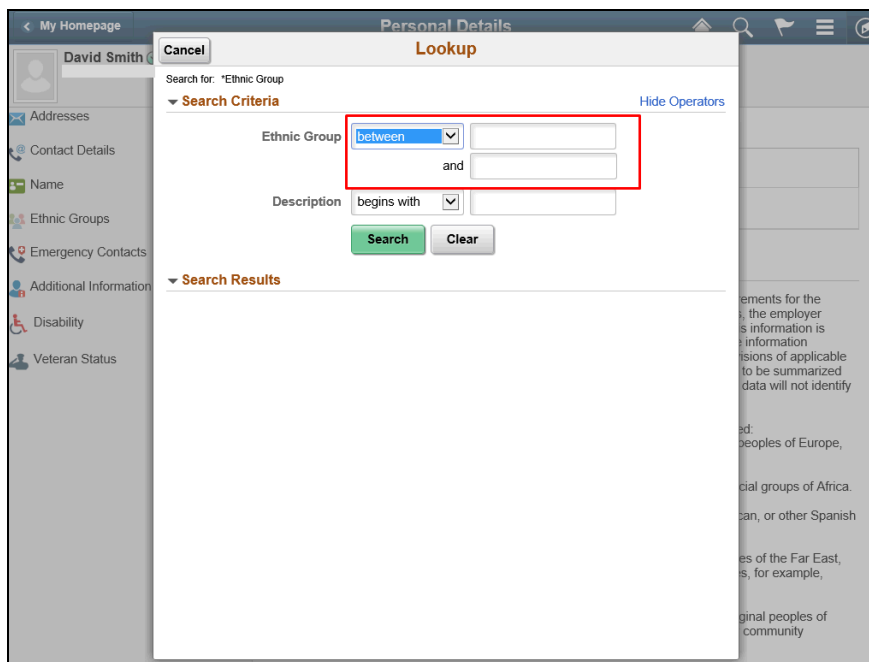 My Homepage
Personal Details
David Smith
Cancel
Lookup
Search for: *Ethnic Group
Search Criteria
Hide Operators
Ethnic Group between
and
Description begins with
Search Clear
Search Results
Addresses
Contact Details
Name
Ethnic Groups
Emergency Contacts
Additional Information
Disability
Veteran Status
ements for the
, the employer
s information is
information
isions of applicable
to be summarized
data will not identify
ed:
peoples of Europe,
cial groups of Africa.
can, or other Spanish
es of the Far East,
s, for example,
ginal peoples of
community